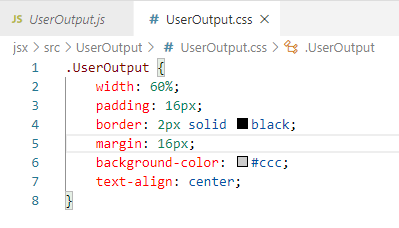 JS UserOutput.js # UserOutput.css ×
jsx > src > UserOutput > # UserOutput.css > .UserOutput
1 .UserOutput {
2 width: 60%;
3 padding: 16px;
4 border: 2px solid black;
5 margin: 16px;
6 background-color: #ccc;
7 text-align: center;
8 }